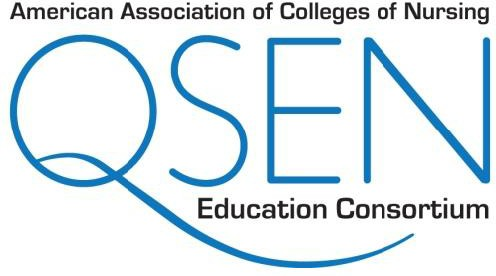 American Association of Colleges of Nursing
QSEN
Education Consortium